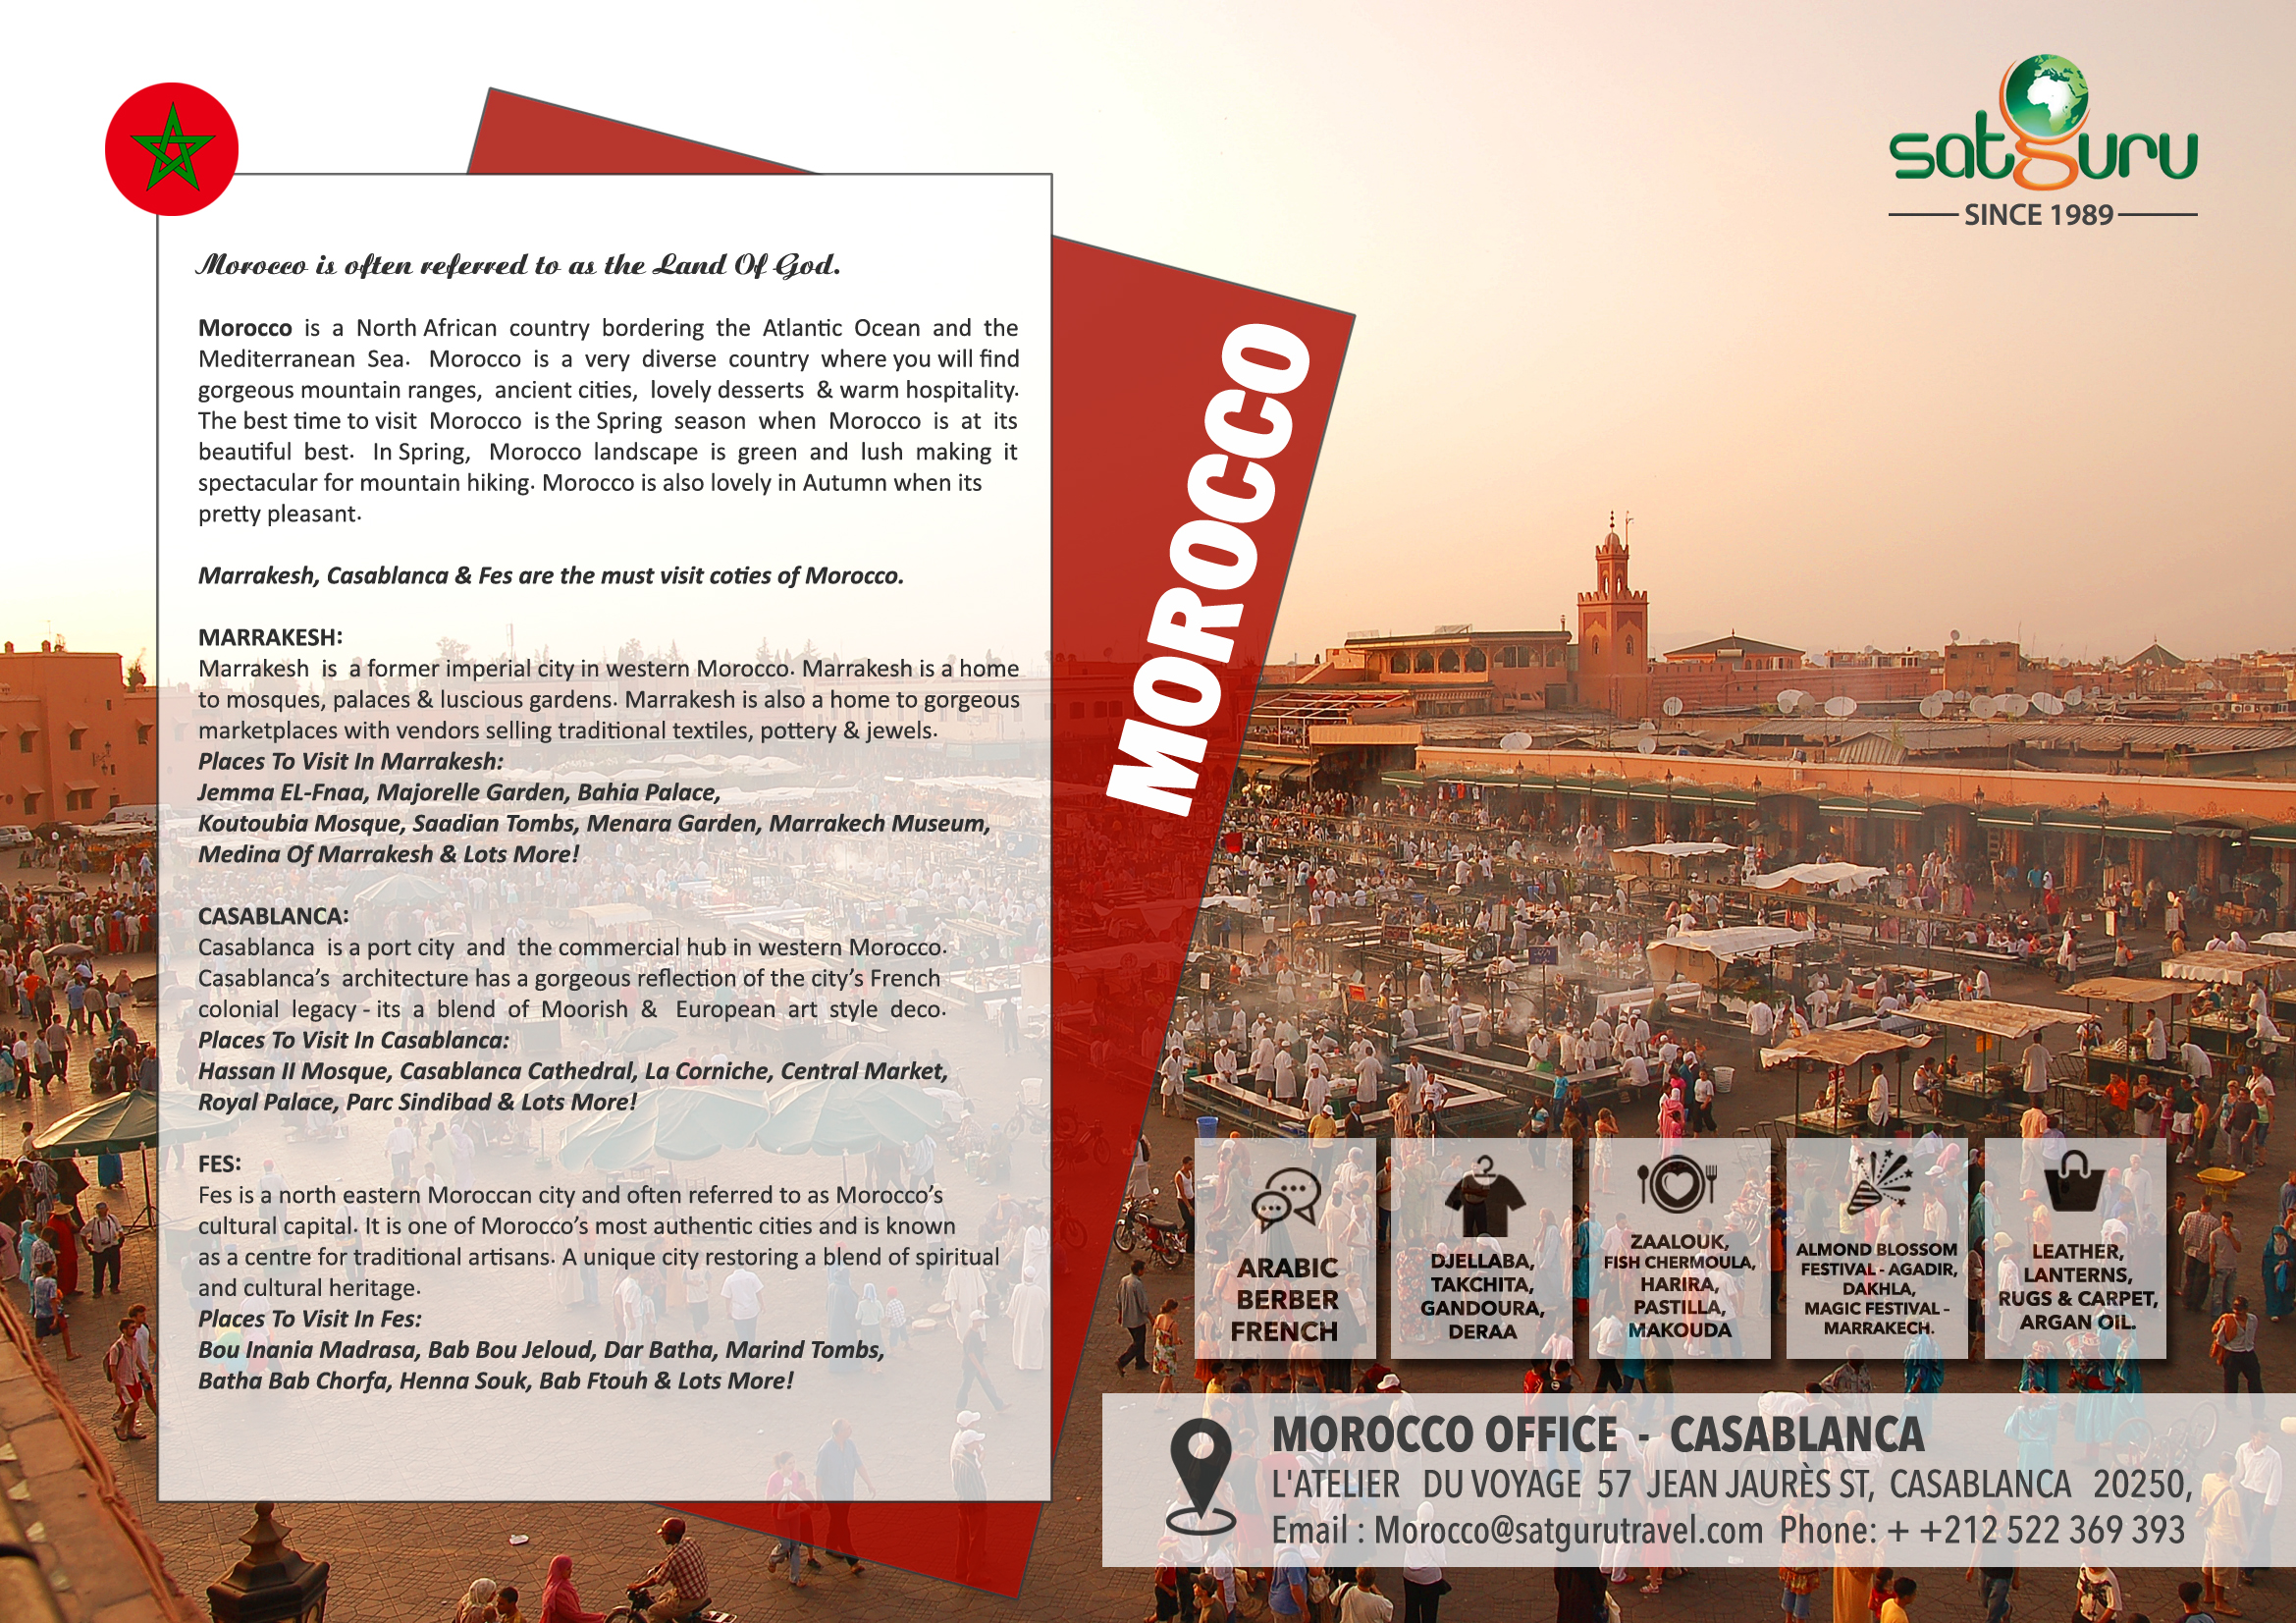 satguru
SINCE 1989
Morocco is often referred to as the Land Of God.
Morocco is a North African country bordering the Atlantic Ocean and the
Mediterranean Sea. Morocco is a very diverse country where you will find
gorgeous mountain ranges, ancient cities, lovely desserts & warm hospitality.
The best time to visit Morocco is the Spring season when Morocco is at its
beautiful best. In Spring, Morocco landscape is green and lush making it
spectacular for mountain hiking. Morocco is also lovely in Autumn when its
pretty pleasant.
Marrakesh, Casablanca & Fes are the must visit coties of Morocco.
MARRAKESH:
Marrakesh is a former imperial city in western Morocco. Marrakesh is a home
to mosques, palaces & luscious gardens. Marrakesh is also a home to gorgeous
marketplaces with vendors selling traditional textiles, pottery & jewels.
Places To Visit In Marrakesh:
Jemma EL-Fnaa, Majorelle Garden, Bahia Palace,
Koutoubia Mosque, Saadian Tombs, Menara Garden, Marrakech Museum,
Medina Of Marrakesh & Lots More!
CASABLANCA:
Casablanca is a port city and the commercial hub in western Morocco.
Casablanca's architecture has a gorgeous reflection of the city's French
colonial legacy - its a blend of Moorish & European art style deco.
Places To Visit In Casablanca:
Hassan II Mosque, Casablanca Cathedral, La Corniche, Central Market,
Royal Palace, Parc Sindibad & Lots More!
FES:
Fes is a north eastern Moroccan city and often referred to as Morocco's
cultural capital. It is one of Morocco's most authentic cities and is known
as a centre for traditional artisans. A unique city restoring a blend of spiritual
and cultural heritage.
Places To Visit In Fes:
Bou Inania Madrasa, Bab Bou Jeloud, Dar Batha, Marind Tombs,
Batha Bab Chorfa, Henna Souk, Bab Ftouh & Lots More!
MOROCCO
ARABIC
BERBER
FRENCH
DJELLABA,
TAKCHITA,
GANDOURA,
DERAA
ZAALOUK,
FISH CHERMOULA,
HARIRA,
PASTILLA,
MAKOUDA
ALMOND BLOSSOM
FESTIVAL - AGADIR,
DAKHLA,
MAGIC FESTIVAL -
MARRAKECH.
LEATHER,
LANTERNS,
RUGS & CARPET,
ARGAN OIL.
MOROCCO OFFICE - CASABLANCA
L'ATELIER DU VOYAGE 57 JEAN JAURÈS ST, CASABLANCA 20250,
Email : Morocco@satgurutravel.com Phone: + +212 522 369 393